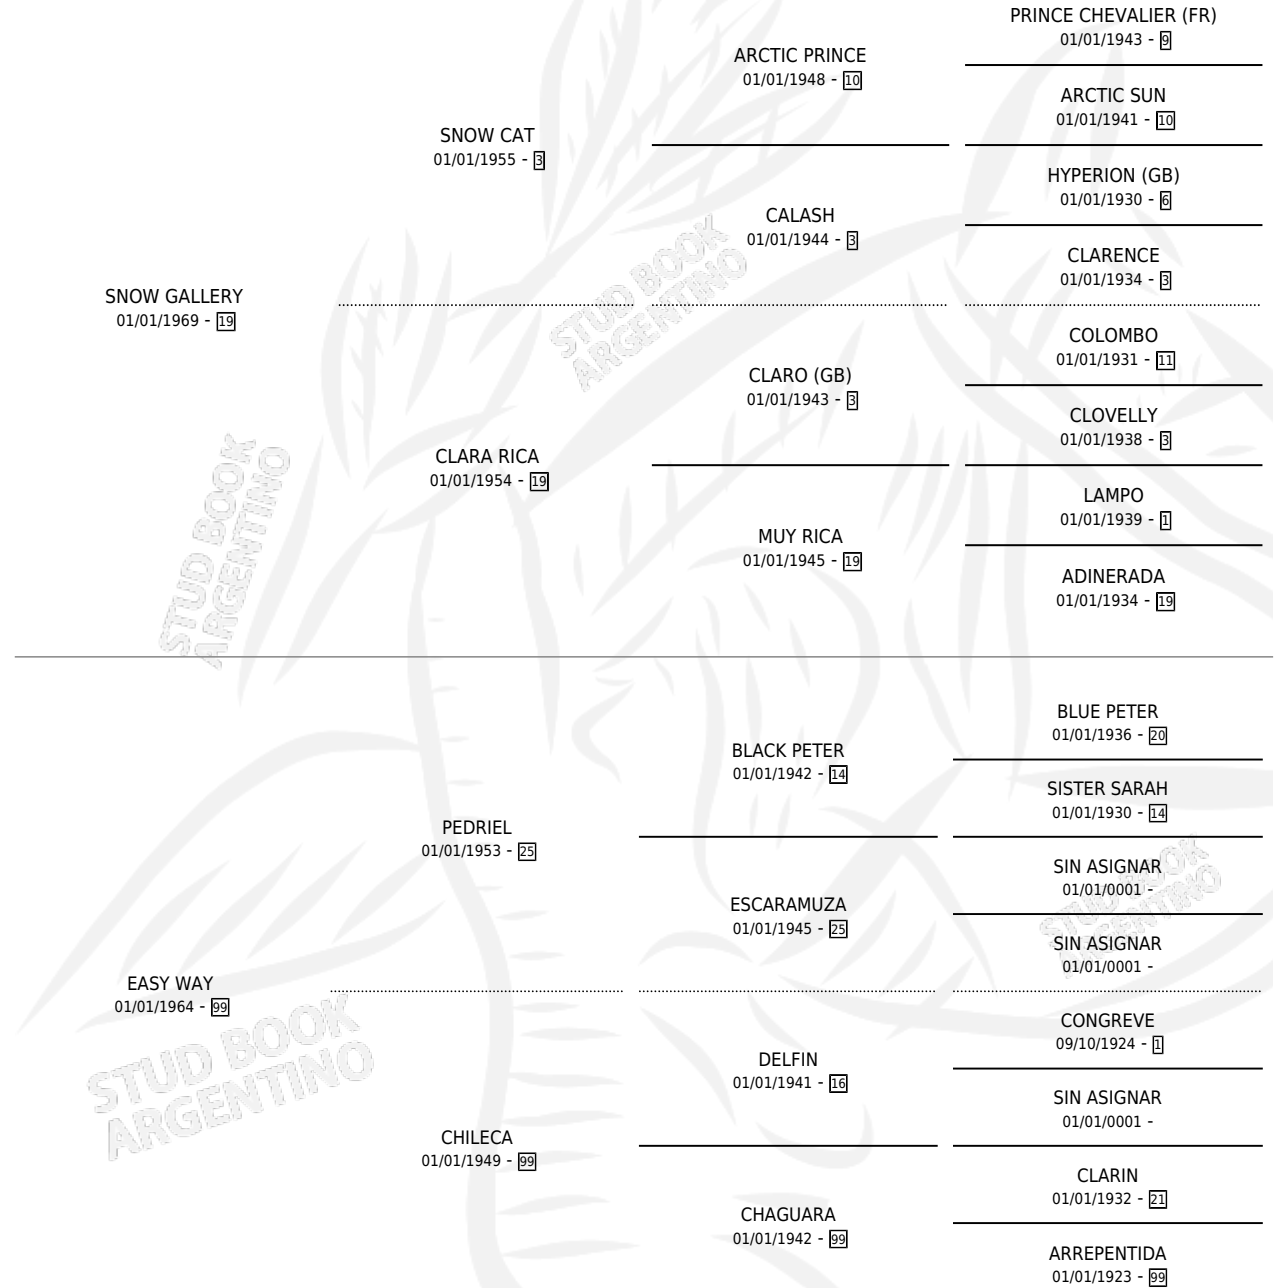 PRINCE CHEVALIER (FR)
01/01/1943 - 9
ARCTIC PRINCE
01/01/1948 - 10
ARCTIC SUN
01/01/1941 - 10
SNOW CAT
01/01/1955 - 3
HYPERION (GB)
01/01/1930 - 6
CALASH
01/01/1944 - 3
CLARENCE
01/01/1934 - 3
SNOW GALLERY
01/01/1969 - 19
STUD BOOK
ARGENTINO
COLOMBO
01/01/1931 - 11
CLARO (GB)
01/01/1943 - 3
CLOVELLY
01/01/1938 - 3
CLARA RICA
01/01/1954 - 19
LAMPO
01/01/1939 - 1
MUY RICA
01/01/1945 - 19
ADINERADA
01/01/1934 - 19
STUD BOOK
ARGENTINO
BLUE PETER
01/01/1936 - 20
BLACK PETER
01/01/1942 - 14
SISTER SARAH
01/01/1930 - 14
PEDRIEL
01/01/1953 - 25
SIN ASIGNAR
01/01/0001 -
ESCARAMUZA
01/01/1945 - 25
SIN ASIGNAR
01/01/0001 -
STUD BOOK
ARGENTINO
EASY WAY
01/01/1964 - 99
CONGREVE
09/10/1924 - 1
DELFIN
01/01/1941 - 16
SIN ASIGNAR
01/01/0001 -
STUD BOOK
ARGENTINO
CHILECA
01/01/1949 - 99
CLARIN
01/01/1932 - 21
CHAGUARA
01/01/1942 - 99
ARREPENTIDA
01/01/1923 - 99